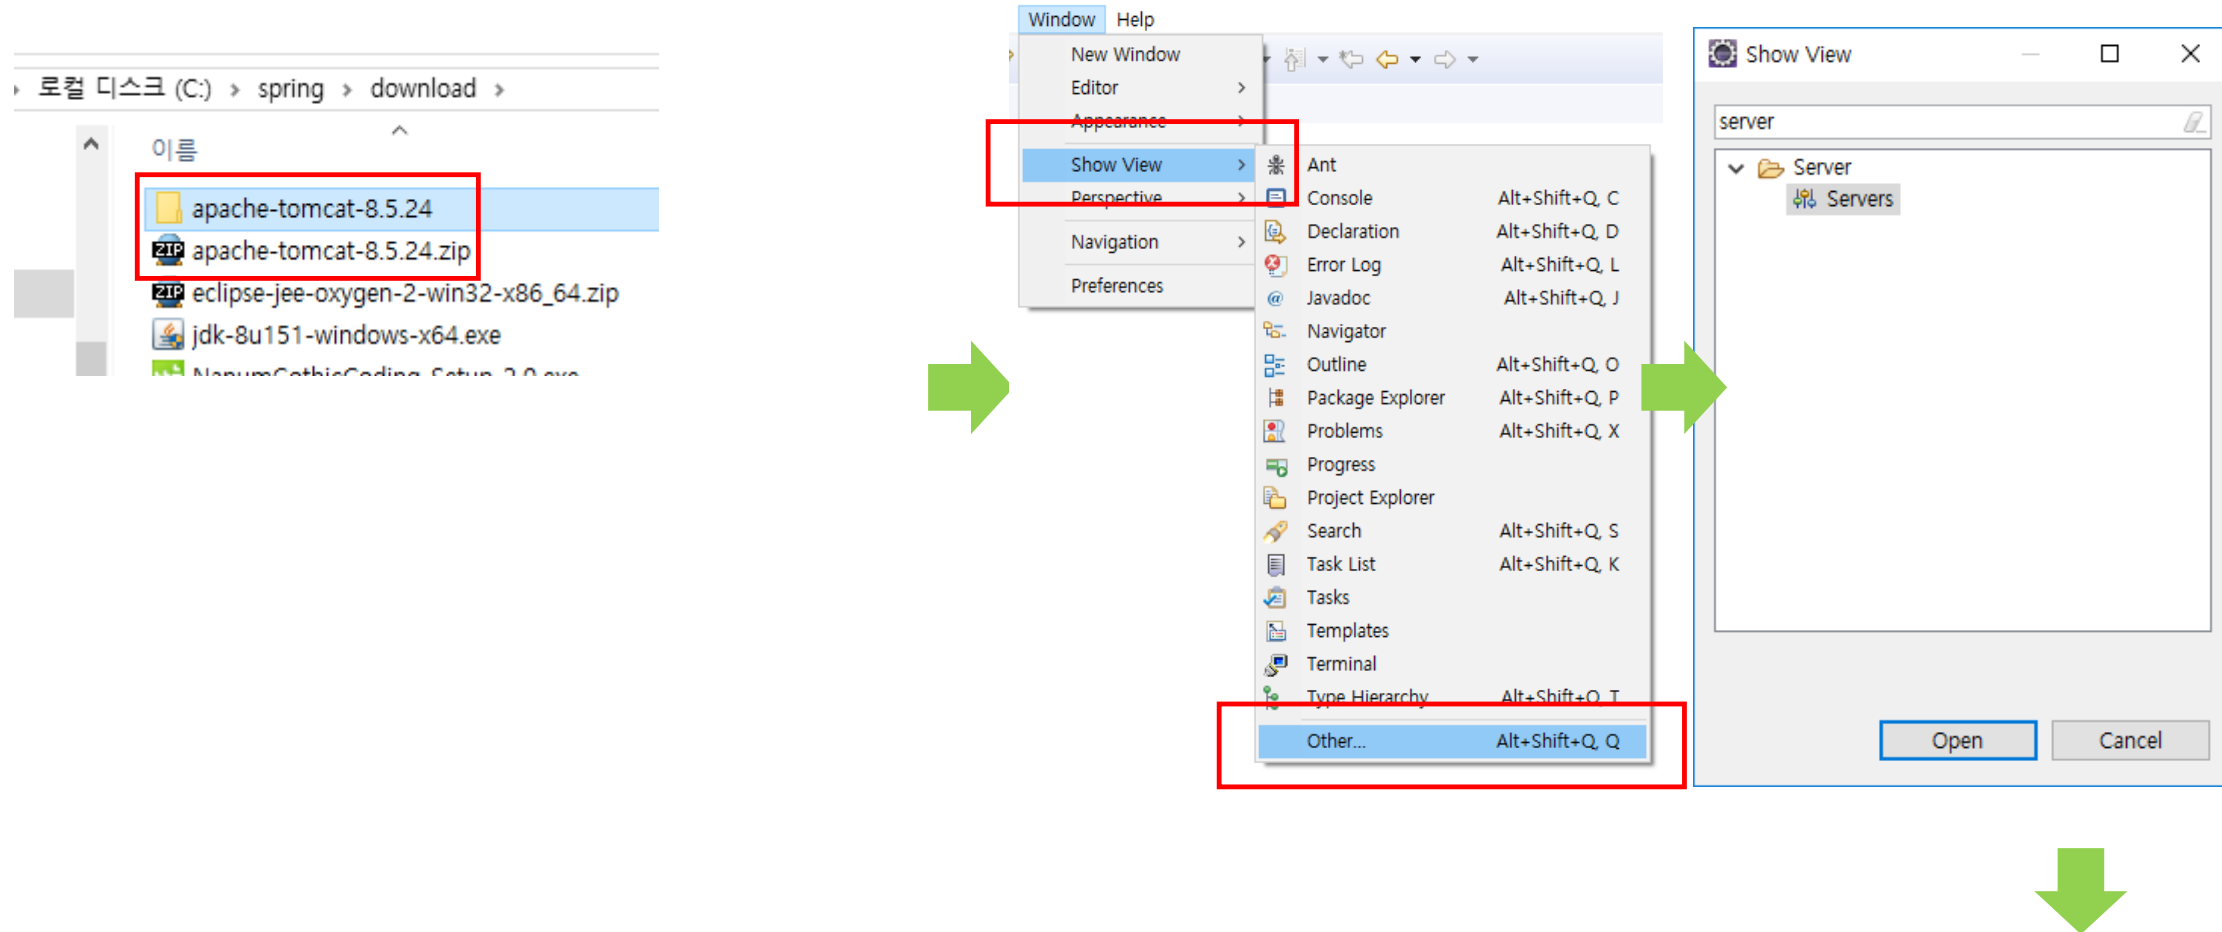 로컬 디스크 (C:) > spring > download >
이름
apache-tomcat-8.5.24
apache-tomcat-8.5.24.zip
eclipse-jee-oxygen-2-win32-x86_64.zip
jdk-8u151-windows-x64.exe
NanumGothicCoding_Setup_2.0.exe
Window Help
New Window
Editor
Appearance
Show View
Perspective
Navigation
Preferences
Ant
Console Alt+Shift+Q, C
Declaration Alt+Shift+Q, D
Error Log Alt+Shift+Q, L
Javadoc Alt+Shift+Q, J
Navigator
Outline Alt+Shift+Q, O
Package Explorer Alt+Shift+Q, P
Problems Alt+Shift+Q, X
Progress
Project Explorer
Search Alt+Shift+Q, S
Task List Alt+Shift+Q, K
Tasks
Templates
Terminal
Type Hierarchy Alt+Shift+Q, T
Other... Alt+Shift+Q, Q
Show View
server
Server
Servers
Open Cancel